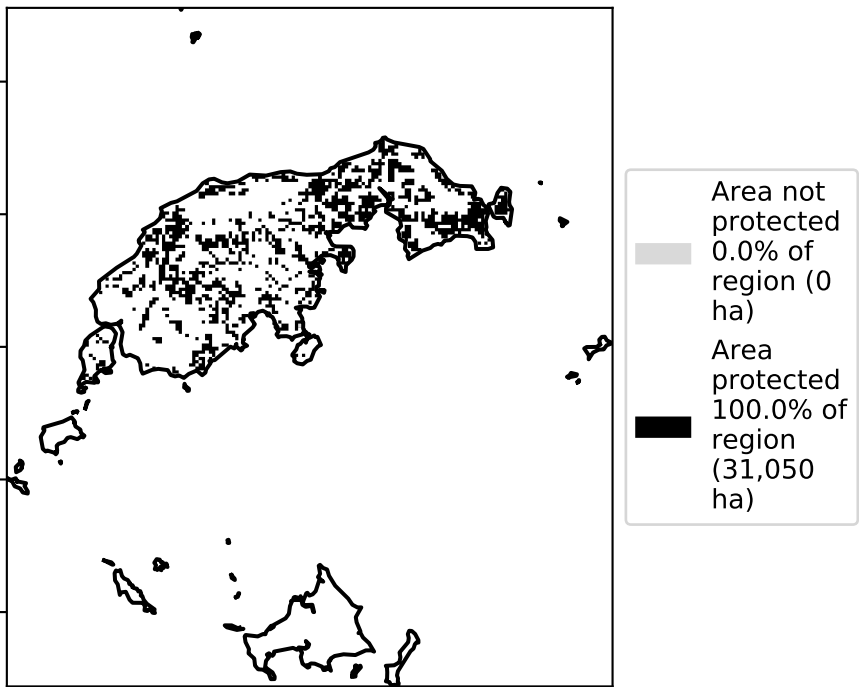 Area not
protected
0.0% of
region (0
ha)
Area
protected
100.0% of
region
(31,050
ha)